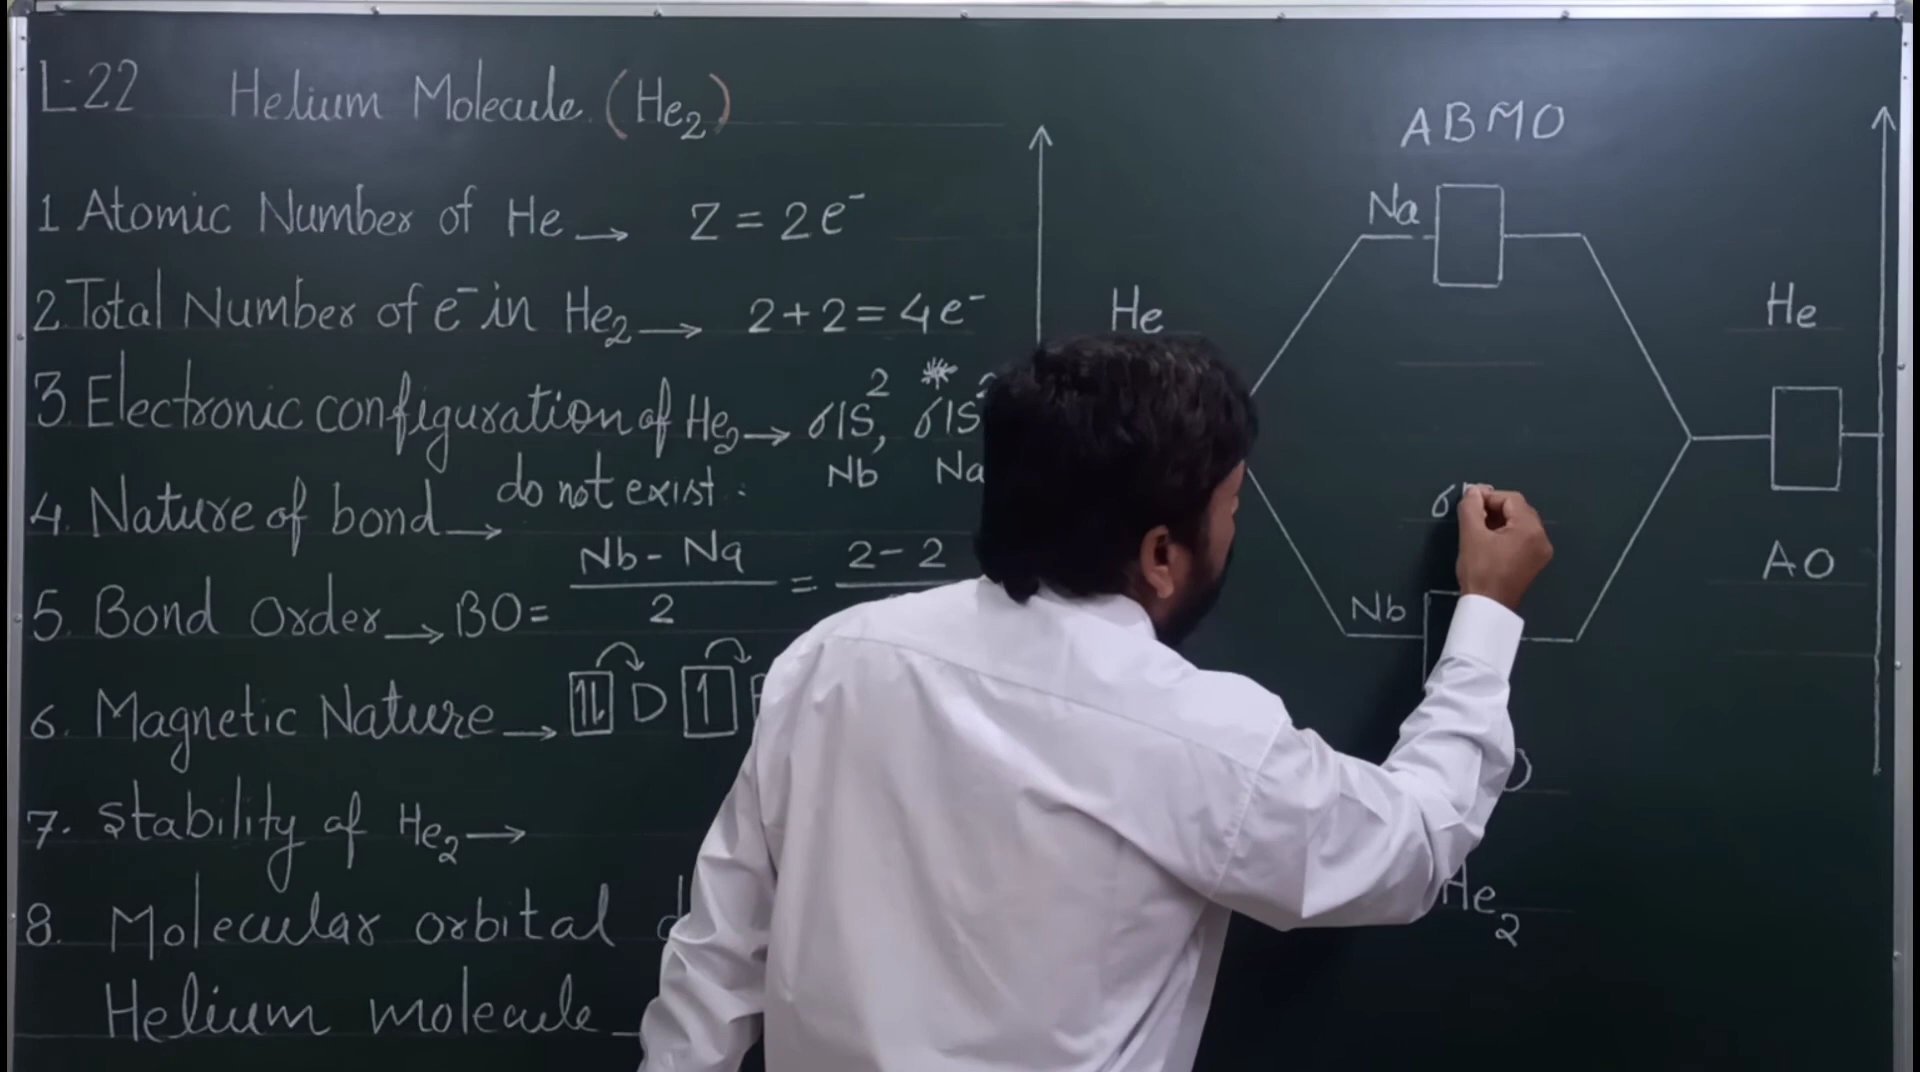 L-22 Helium Molecule. (He₂)
1 Atomic Number of He → Z = 2e⁻
2. Total Number of e⁻ in He₂ → 2+2=4e⁻
3. Electronic configuration of He₂ → σ1S², σ*1S²
Nb Na
4. Nature of bond → do not exist.
5. Bond Order → BO = Nb - Na / 2 = 2-2
6. Magnetic Nature → 1⇂ D 1
7. Stability of He₂ →
8. Molecular orbital
Helium molecule
ABMO
Na
He
He
σ
AO
Nb
He₂